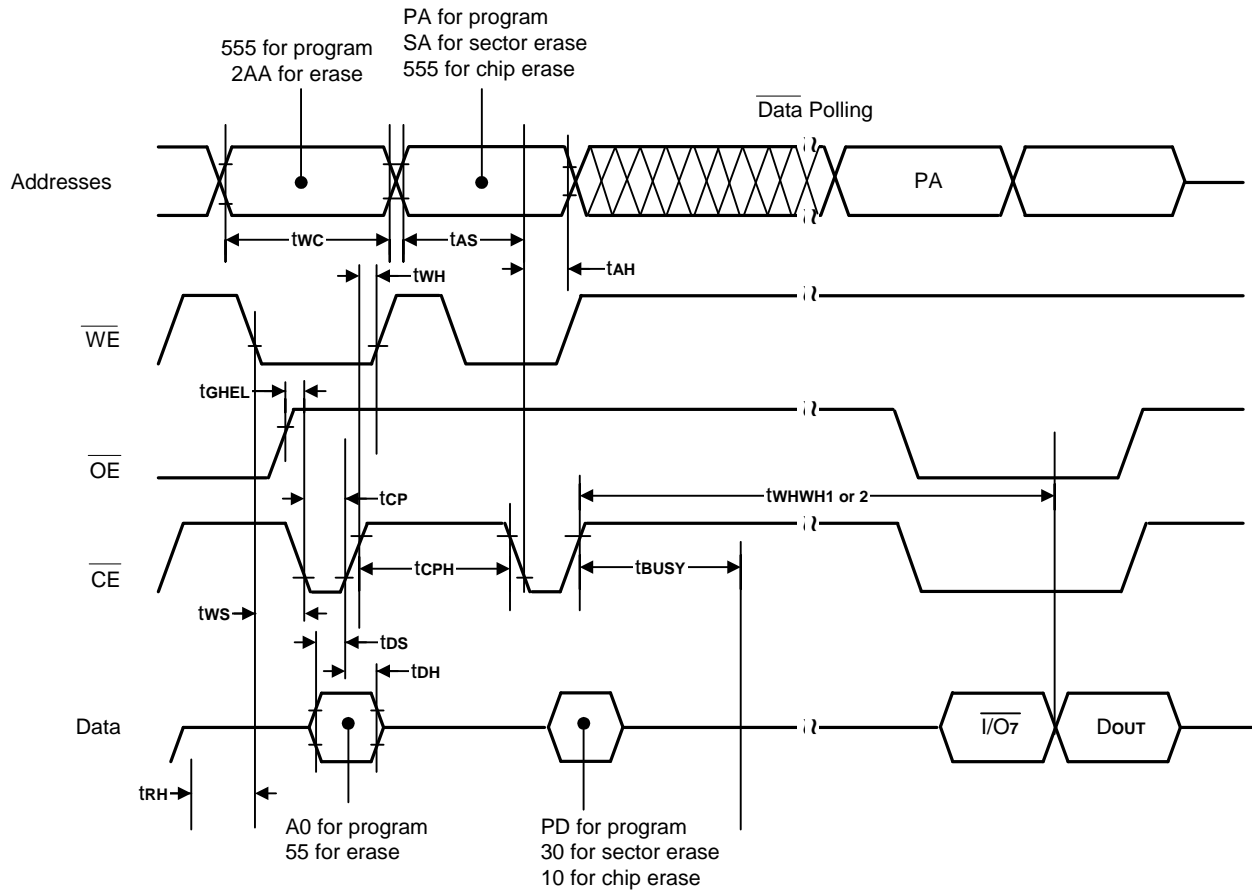 555 for program
2AA for erase
PA for program
SA for sector erase
555 for chip erase
Data Polling
Addresses
PA
tWC
tAS
tWH
tAH
WE
tGHEL
OE
tCP
tWHWH1 or 2
CE
tCPH
tBUSY
tWS
tDS
tDH
Data
I/O7
DOUT
tRH
A0 for program
55 for erase
PD for program
30 for sector erase
10 for chip erase